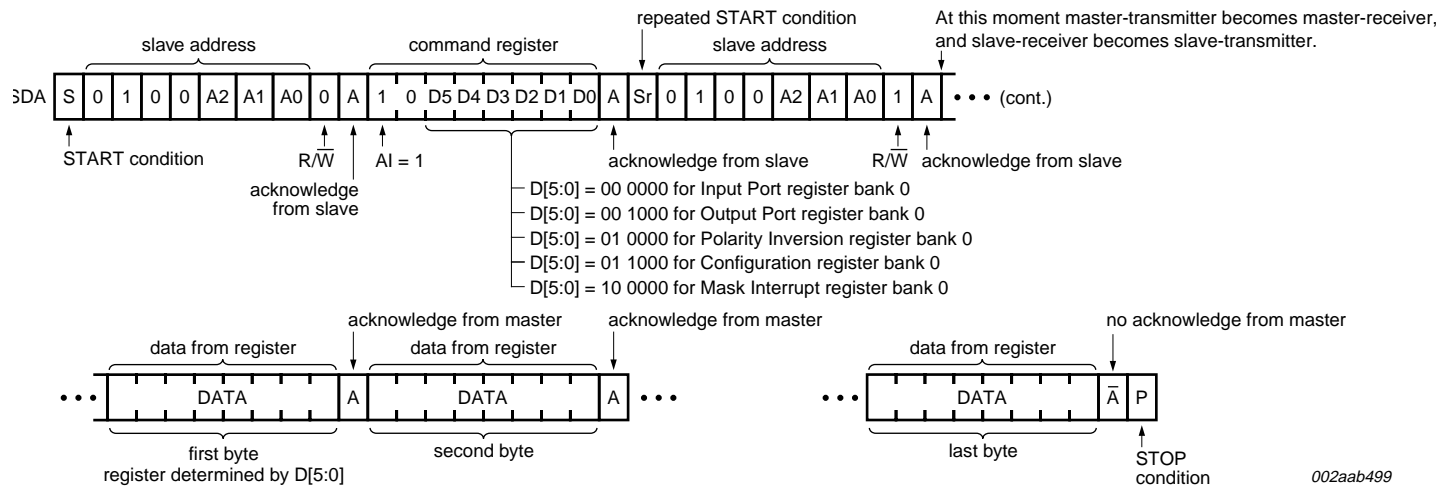 repeated START condition
At this moment master-transmitter becomes master-receiver,
and slave-receiver becomes slave-transmitter.
slave address
command register
slave address
SDA S 0 1 0 0 A2 A1 A0 0 A 1 0 D5 D4 D3 D2 D1 D0 A Sr 0 1 0 0 A2 A1 A0 1 A • • • (cont.)
START condition
R/W̅
AI = 1
acknowledge from slave
R/W̅
acknowledge from slave
acknowledge
from slave
D[5:0] = 00 0000 for Input Port register bank 0
D[5:0] = 00 1000 for Output Port register bank 0
D[5:0] = 01 0000 for Polarity Inversion register bank 0
D[5:0] = 01 1000 for Configuration register bank 0
D[5:0] = 10 0000 for Mask Interrupt register bank 0
acknowledge from master
acknowledge from master
no acknowledge from master
data from register
data from register
data from register
• • • DATA A DATA A • • • • • • DATA A̅ P
first byte
register determined by D[5:0]
second byte
last byte
STOP
condition
002aab499